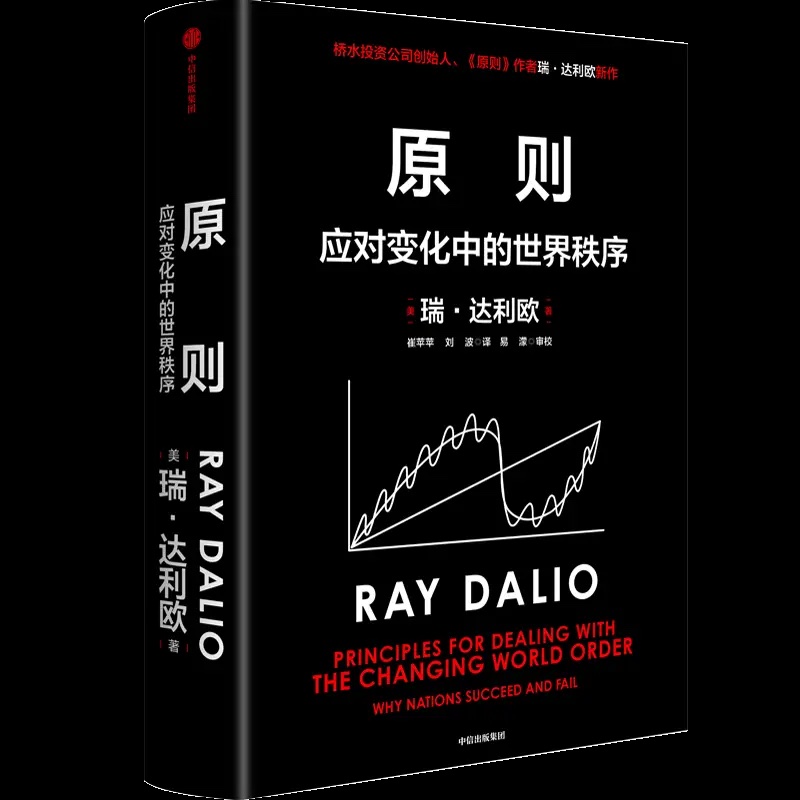 中信出版集团
原则
应对变化中的世界秩序
美
瑞·达利欧
著
RAY DALIO
桥水投资公司创始人、《原则》作者瑞·达利欧新作
原 则
应对变化中的世界秩序
美 瑞·达利欧 著
崔苹苹 刘波 译 易濛 审校
RAY DALIO
PRINCIPLES FOR DEALING WITH
THE CHANGING WORLD ORDER
WHY NATIONS SUCCEED AND FAIL
中信出版集团